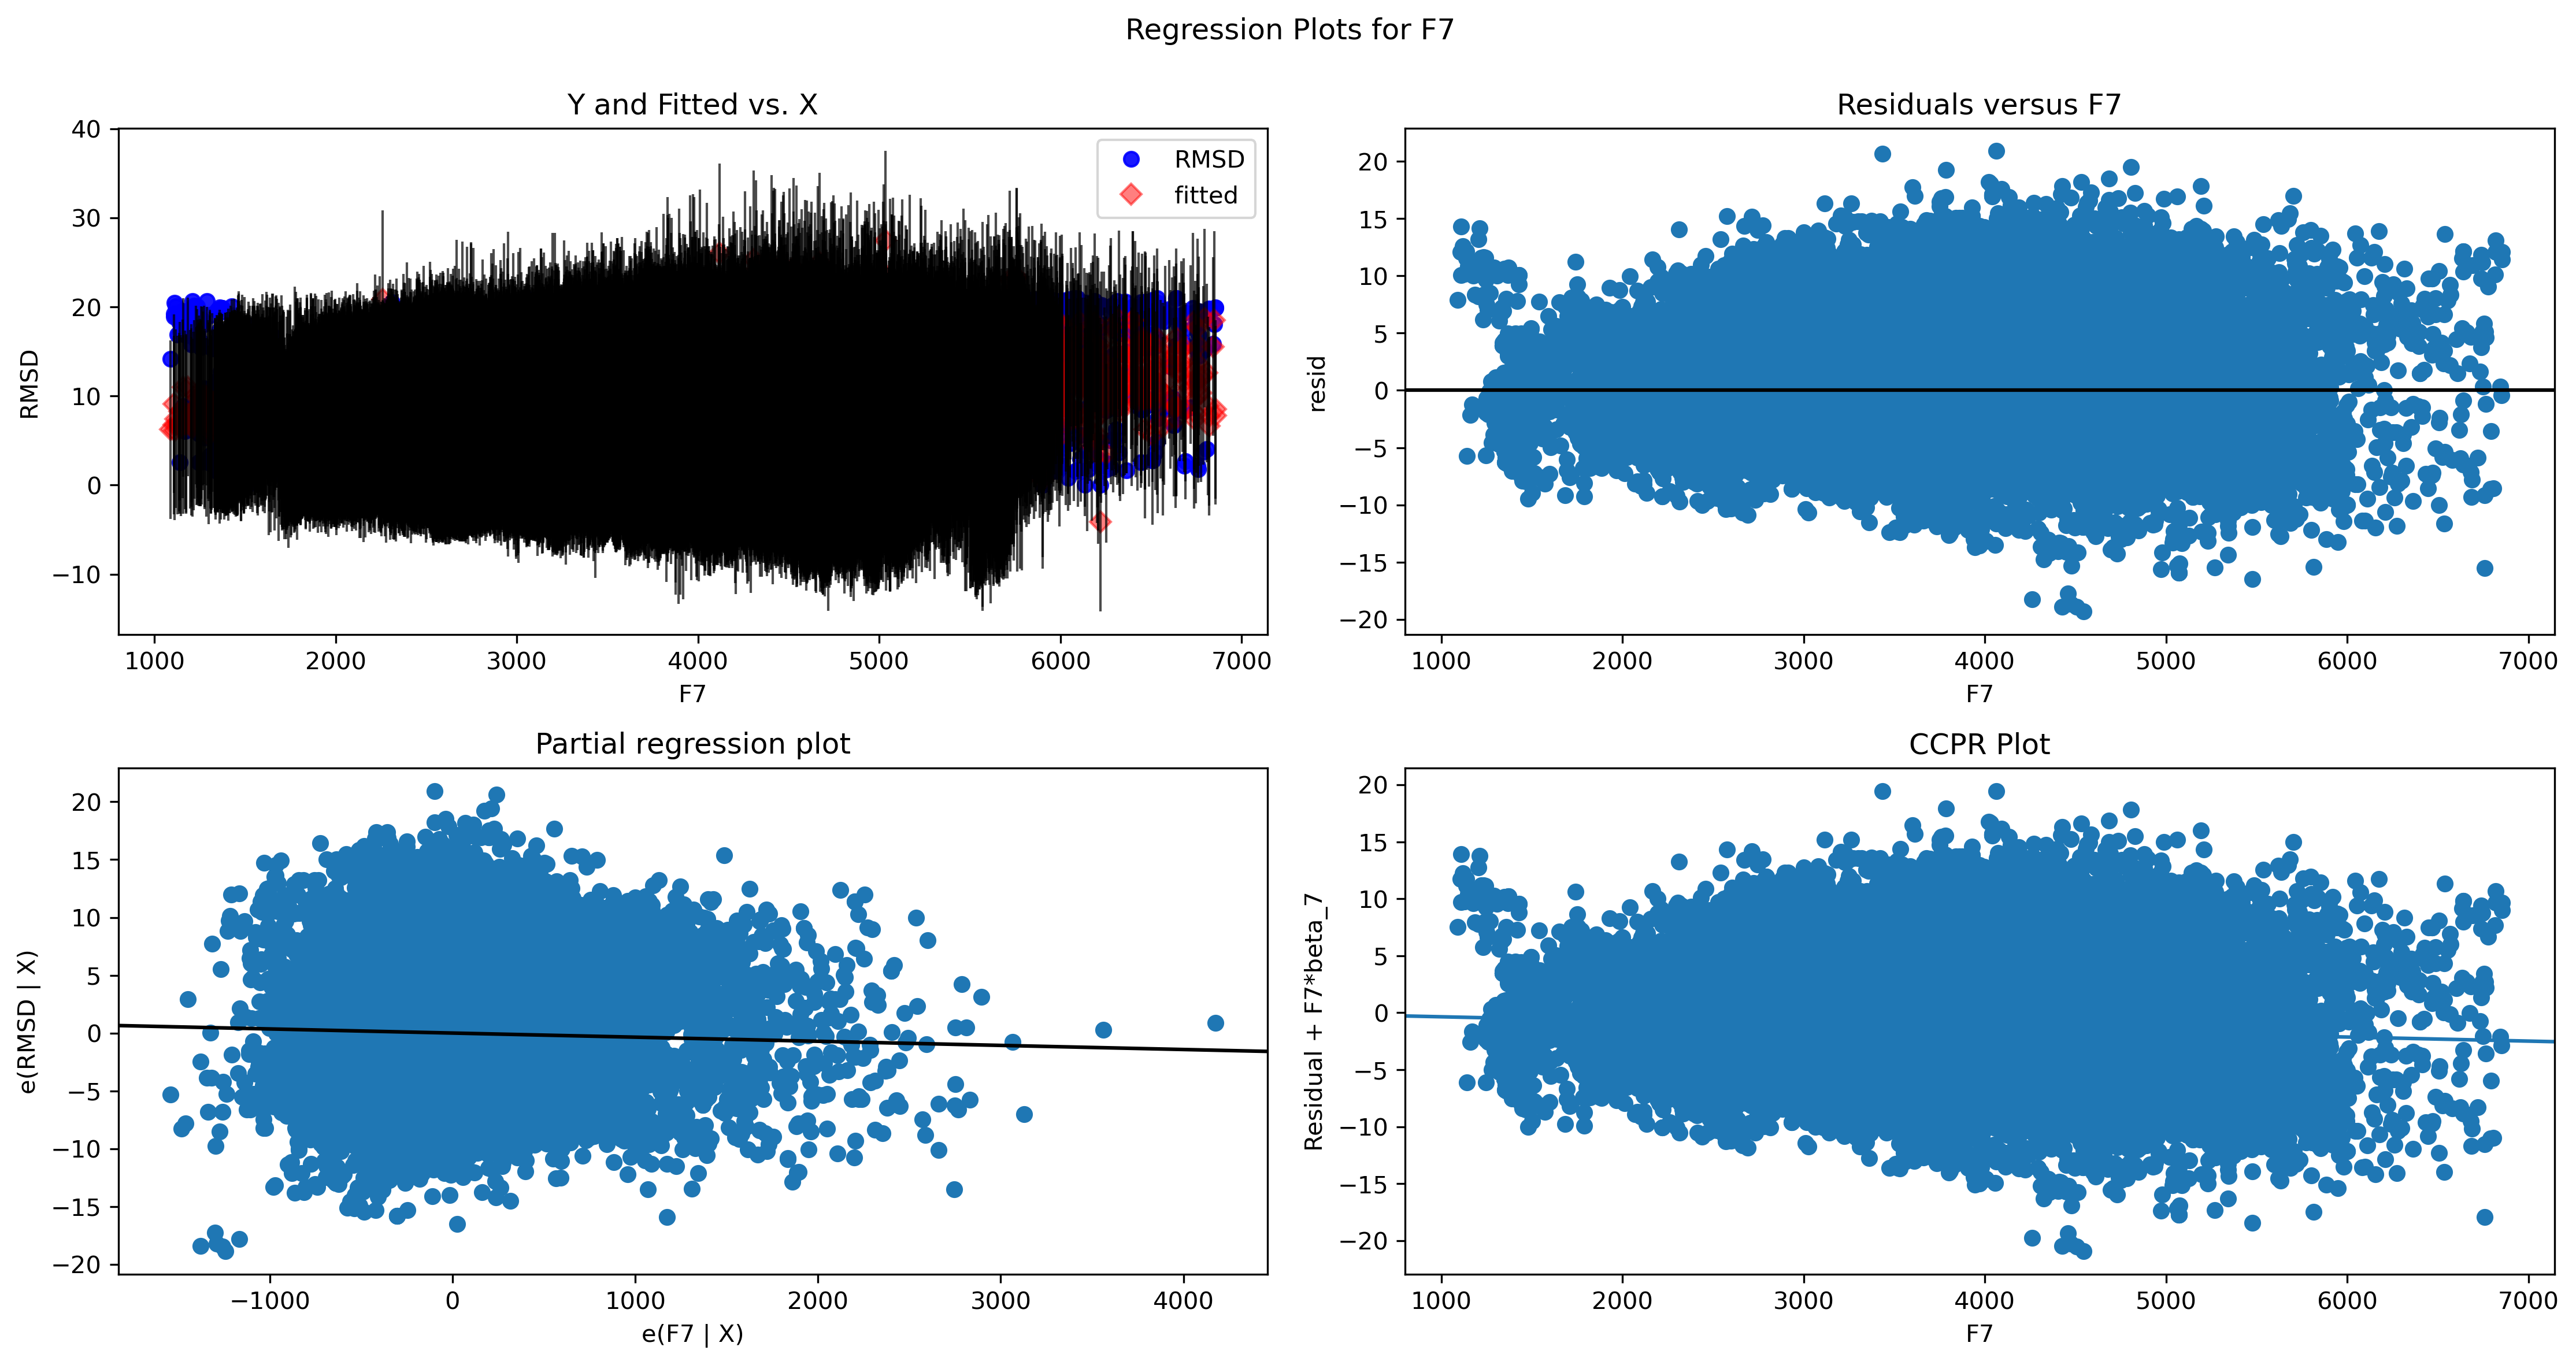 Regression Plots for F7
Y and Fitted vs. X
40
30
20
10
0
−10
RMSD
RMSD
fitted
1000 2000 3000 4000 5000 6000 7000
F7
Residuals versus F7
20
15
10
5
0
−5
−10
−15
−20
resid
1000 2000 3000 4000 5000 6000 7000
F7
Partial regression plot
20
15
10
5
0
−5
−10
−15
−20
e(RMSD | X)
−1000 0 1000 2000 3000 4000
e(F7 | X)
CCPR Plot
20
15
10
5
0
−5
−10
−15
−20
Residual + F7*beta_7
1000 2000 3000 4000 5000 6000 7000
F7